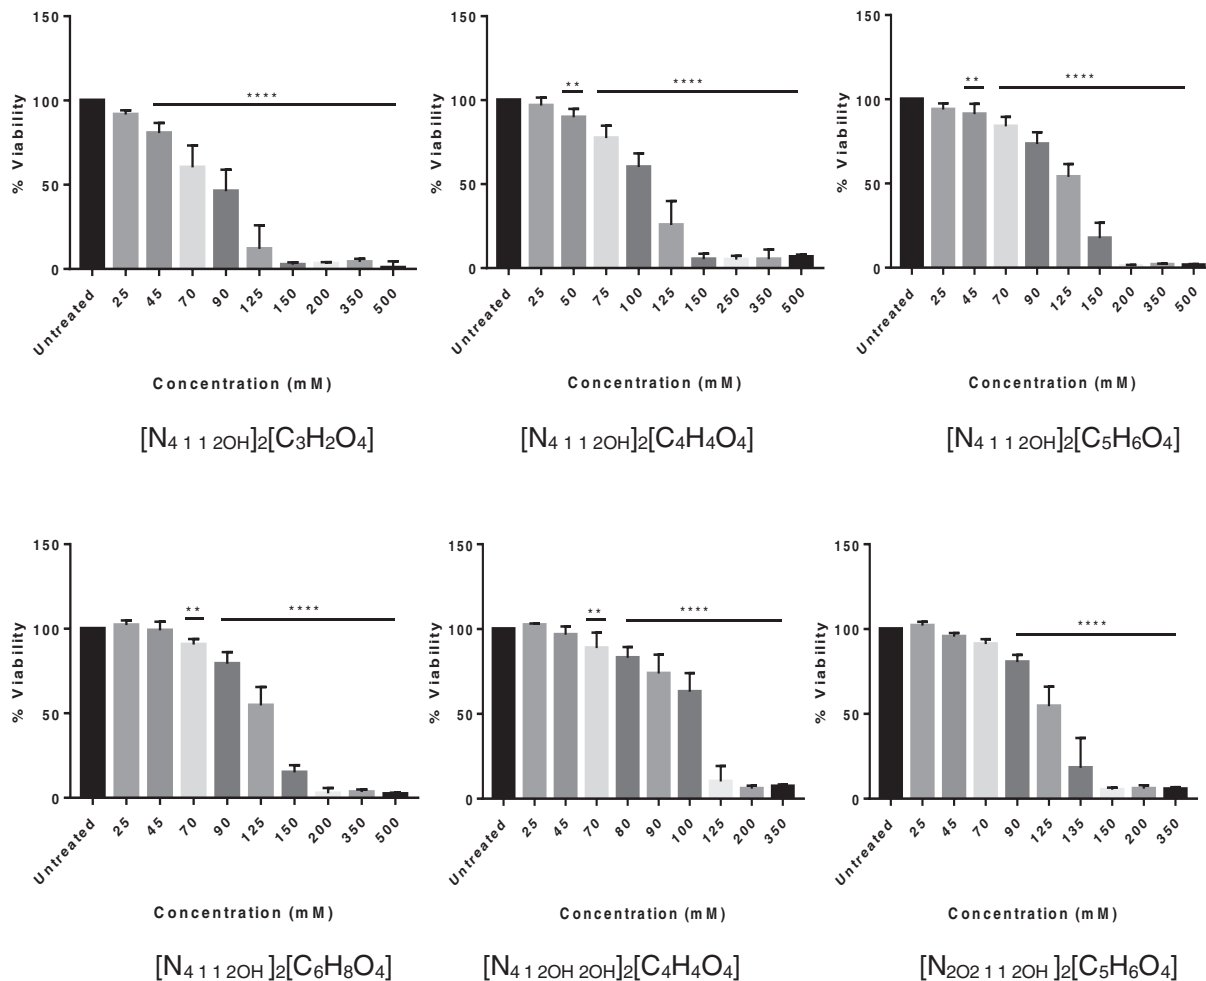 150
100
50
0
% Viability
****
Untreated 25 45 70 90 125 150 200 350 500
Concentration (mM)
[N4 1 1 2OH]2[C3H2O4]
150
100
50
0
% Viability
**
****
Untreated 25 50 75 100 125 150 250 350 500
Concentration (mM)
[N4 1 1 2OH]2[C4H4O4]
150
100
50
0
% Viability
**
****
Untreated 25 45 70 90 125 150 200 350 500
Concentration (mM)
[N4 1 1 2OH]2[C5H6O4]
150
100
50
0
% Viability
**
****
Untreated 25 45 70 90 125 150 200 350 500
Concentration (mM)
[N4 1 1 2OH]2[C6H8O4]
150
100
50
0
% Viability
**
****
Untreated 25 45 70 80 90 100 125 200 350
Concentration (mM)
[N4 1 2OH 2OH]2[C4H4O4]
150
100
50
0
% Viability
****
Untreated 25 45 70 90 125 135 150 200 350
Concentration (mM)
[N2O2 1 1 2OH]2[C5H6O4]